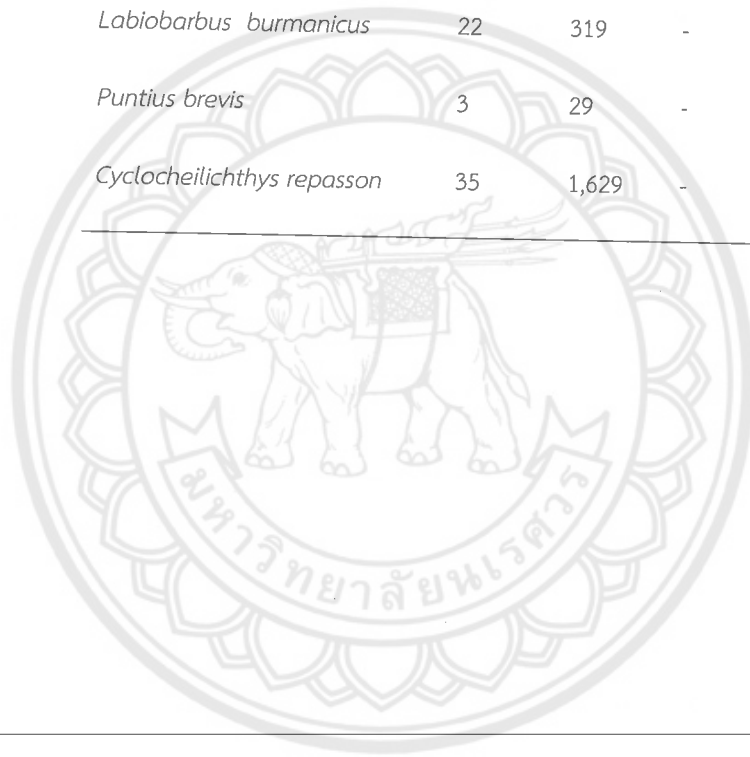 Labiobarbus burmanicus 22 319 -
Puntius brevis 3 29 -
Cyclocheilichthys repasson 35 1,629 -
มหาวิทยาลัยนเรศวร